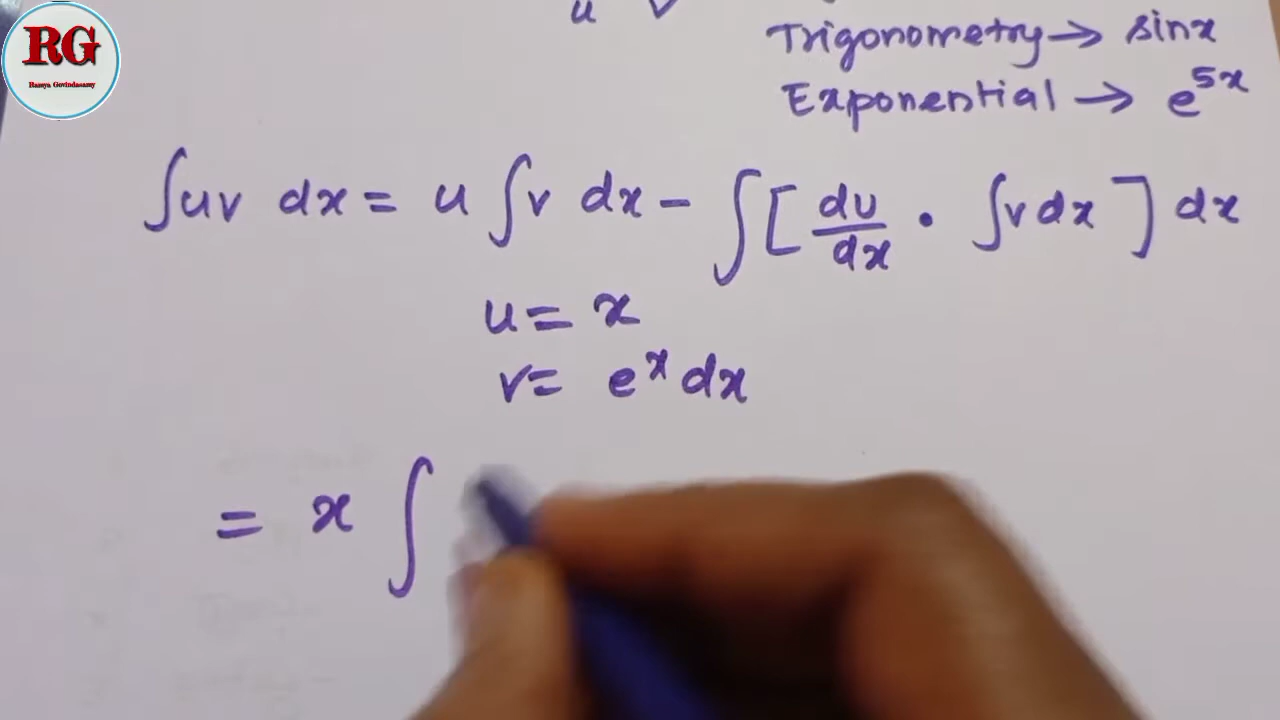 RG
Ramya Govindasamy
u v
Trigonometry → sinx
Exponential → e^5x
∫uv dx = u ∫v dx - ∫[ du/dx • ∫v dx ] dx
u = x
v = e^x dx
= x ∫